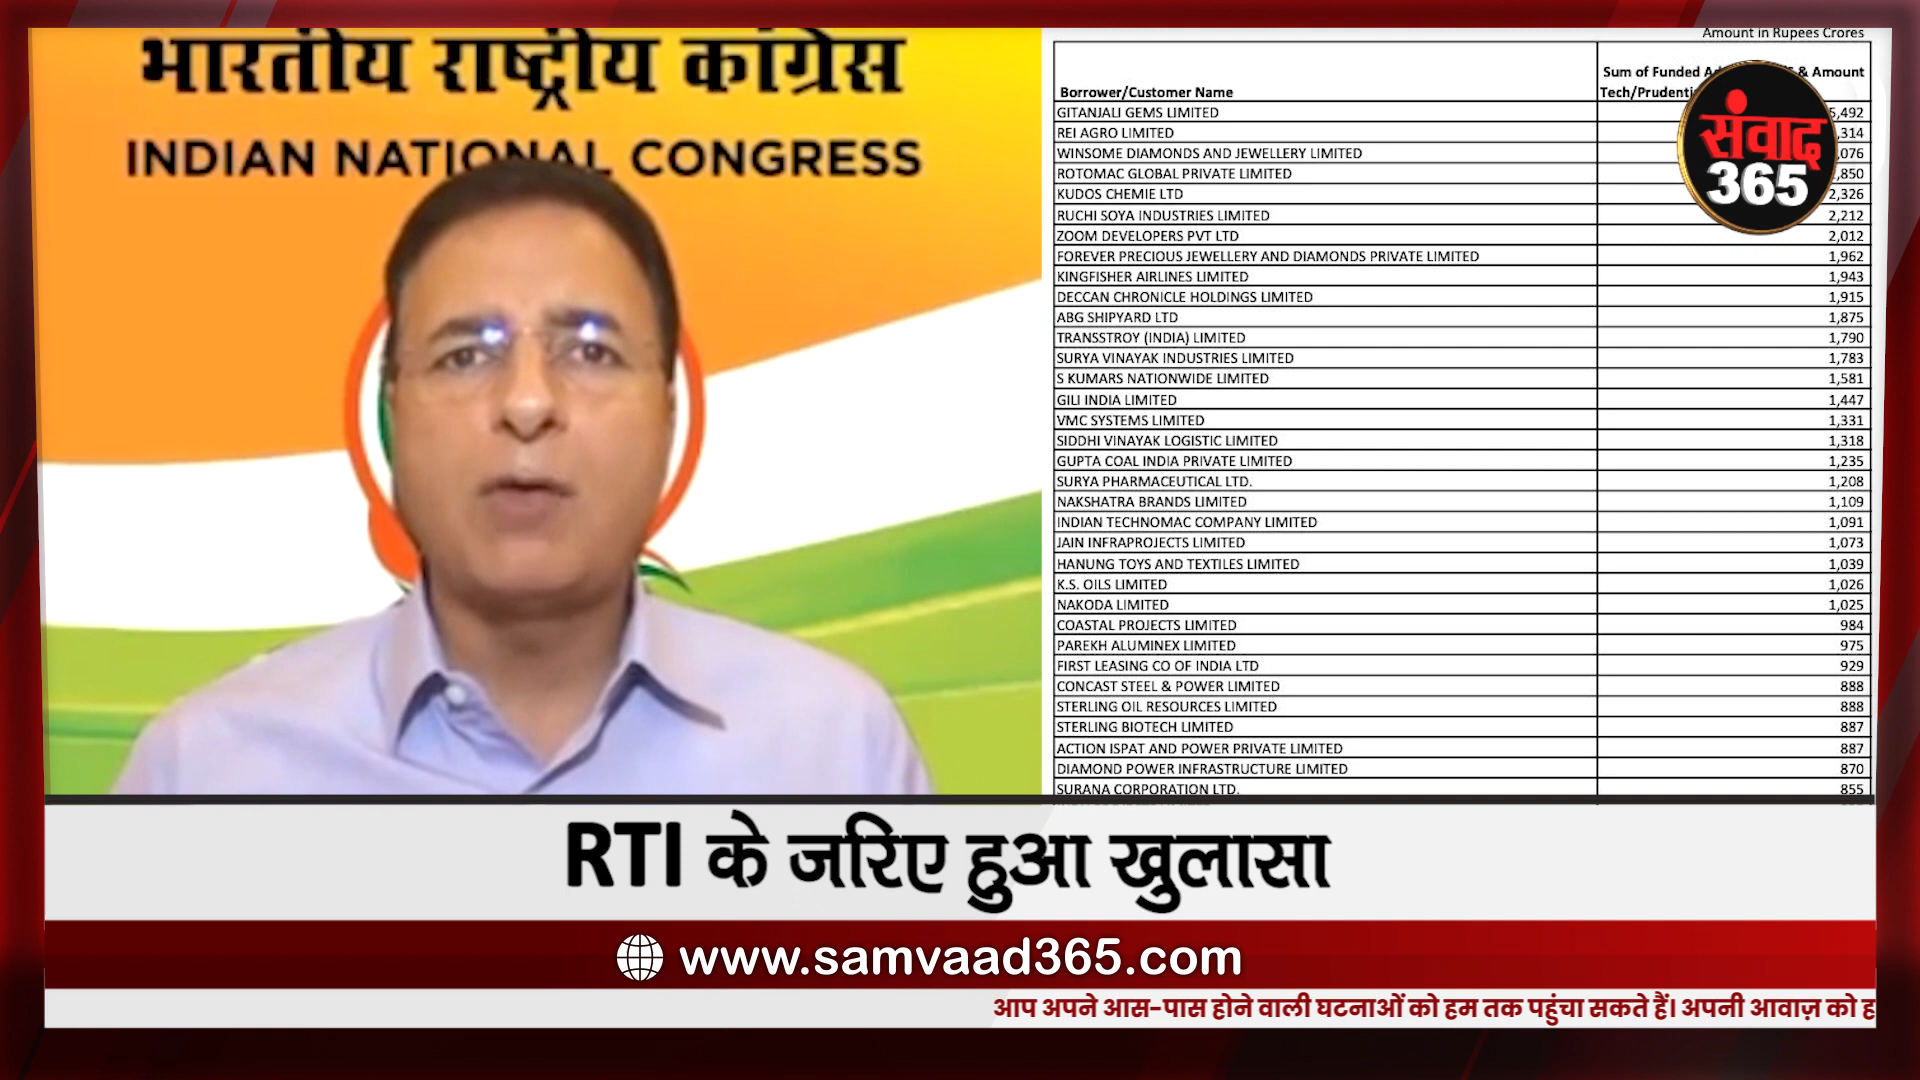 भारतीय राष्ट्रीय कांग्रेस
INDIAN NATIONAL CONGRESS
Amount in Rupees Crores
Borrower/Customer Name
Sum of Funded & Amount
संवाद
365
GITANJALI GEMS LIMITED 5,492
REI AGRO LIMITED ,314
WINSOME DIAMONDS AND JEWELLERY LIMITED ,076
ROTOMAC GLOBAL PRIVATE LIMITED ,850
KUDOS CHEMIE LTD 2,326
RUCHI SOYA INDUSTRIES LIMITED 2,212
ZOOM DEVELOPERS PVT LTD 2,012
FOREVER PRECIOUS JEWELLERY AND DIAMONDS PRIVATE LIMITED 1,962
KINGFISHER AIRLINES LIMITED 1,943
DECCAN CHRONICLE HOLDINGS LIMITED 1,915
ABG SHIPYARD LTD 1,875
TRANSSTROY (INDIA) LIMITED 1,790
SURYA VINAYAK INDUSTRIES LIMITED 1,783
S KUMARS NATIONWIDE LIMITED 1,581
GILI INDIA LIMITED 1,447
VMC SYSTEMS LIMITED 1,331
SIDDHI VINAYAK LOGISTIC LIMITED 1,318
GUPTA COAL INDIA PRIVATE LIMITED 1,235
SURYA PHARMACEUTICAL LTD. 1,208
NAKSHATRA BRANDS LIMITED 1,109
INDIAN TECHNOMAC COMPANY LIMITED 1,091
JAIN INFRAPROJECTS LIMITED 1,073
HANUNG TOYS AND TEXTILES LIMITED 1,039
K.S. OILS LIMITED 1,026
NAKODA LIMITED 1,025
COASTAL PROJECTS LIMITED 984
PAREKH ALUMINEX LIMITED 975
FIRST LEASING CO OF INDIA LTD 929
CONCAST STEEL & POWER LIMITED 888
STERLING OIL RESOURCES LIMITED 888
STERLING BIOTECH LIMITED 887
ACTION ISPAT AND POWER PRIVATE LIMITED 887
DIAMOND POWER INFRASTRUCTURE LIMITED 870
SURANA CORPORATION LTD. 855
RTI के जरिए हुआ खुलासा
www.samvaad365.com
आप अपने आस-पास होने वाली घटनाओं को हम तक पहुंचा सकते हैं। अपनी आवाज़ को ह